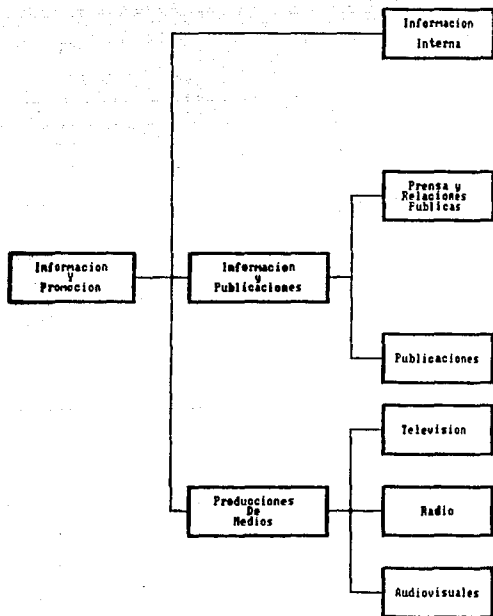 Informacion
Interna
Prensa y
Relaciones
Publicas
Informacion
y
Promocion
Informacion
y
Publicaciones
Publicaciones
Television
Producciones
De
Medios
Radio
Audiovisuales